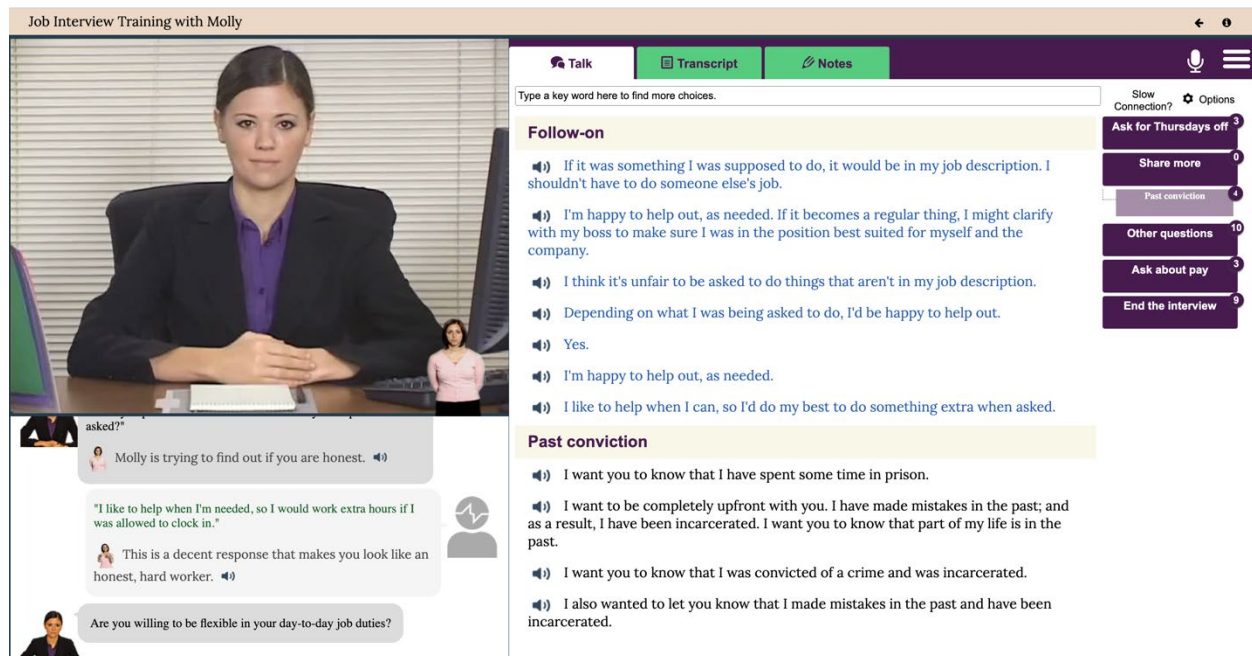 Job Interview Training with Molly
Talk
Transcript
Notes
Type a key word here to find more choices.
Slow
Connection?
Options
Follow-on
If it was something I was supposed to do, it would be in my job description. I
shouldn't have to do someone else's job.
I'm happy to help out, as needed. If it becomes a regular thing, I might clarify
with my boss to make sure I was in the position best suited for myself and the
company.
I think it's unfair to be asked to do things that aren't in my job description.
Depending on what I was being asked to do, I'd be happy to help out.
Yes.
I'm happy to help out, as needed.
I like to help when I can, so I'd do my best to do something extra when asked.
Past conviction
I want you to know that I have spent some time in prison.
I want to be completely upfront with you. I have made mistakes in the past; and
as a result, I have been incarcerated. I want you to know that part of my life is in the
past.
I want you to know that I was convicted of a crime and was incarcerated.
I also wanted to let you know that I made mistakes in the past and have been
incarcerated.
Ask for Thursdays off 3
Share more 0
Past conviction 4
Other questions 10
Ask about pay 3
End the interview 9
asked?"
Molly is trying to find out if you are honest.
"I like to help when I'm needed, so I would work extra hours if I
was allowed to clock in."
This is a decent response that makes you look like an
honest, hard worker.
Are you willing to be flexible in your day-to-day job duties?